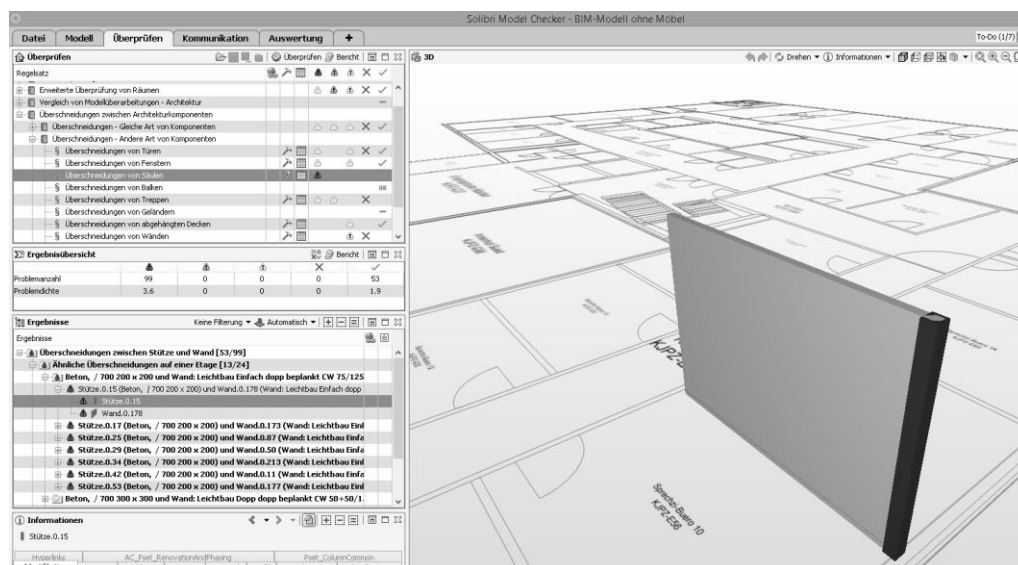 Solibri Model Checker - BIM-Modell ohne Möbel
Datei Modell Überprüfen Kommunikation Auswertung +
To-Do (1/7)
Überprüfen Überprüfen Bericht
3D Drehen Informationen
Regelsatz
Erweiterte Überprüfung von Räumen
Vergleich von Modellüberarbeitungen - Architektur
Überschneidungen zwischen Architekturkomponenten
Überschneidungen - Gleiche Art von Komponenten
Überschneidungen - Andere Art von Komponenten
§ Überschneidungen von Türen
§ Überschneidungen von Fenstern
Überschneidungen von Säulen
§ Überschneidungen von Balken OK
§ Überschneidungen von Treppen
§ Überschneidungen von Geländern
§ Überschneidungen von abgehängten Decken
§ Überschneidungen von Wänden
Ergebnisübersicht Bericht
Problemanzahl 99 0 0 0 53
Problemdichte 3.6 0 0 0 1.9
Ergebnisse Keine Filterung Automatisch
Ergebnisse
Überschneidungen zwischen Stütze und Wand [53/99]
Ähnliche Überschneidungen auf einer Etage [13/24]
Beton, / 700 200 x 200) und Wand: Leichtbau Einfach dopp beplankt CW 75/125
Stütze.0.15 (Beton, / 700 200 x 200) und Wand.0.178 (Wand: Leichtbau Einfach dopp
Stütze.0.15
Wand.0.178
Stütze.0.17 (Beton, / 700 200 x 200) und Wand.0.173 (Wand: Leichtbau Einf
Stütze.0.25 (Beton, / 700 200 x 200) und Wand.0.87 (Wand: Leichtbau Einfa
Stütze.0.29 (Beton, / 700 200 x 200) und Wand.0.50 (Wand: Leichtbau Einfa
Stütze.0.34 (Beton, / 700 200 x 200) und Wand.0.213 (Wand: Leichtbau Einf
Stütze.0.42 (Beton, / 700 200 x 200) und Wand.0.11 (Wand: Leichtbau Einfa
Stütze.0.53 (Beton, / 700 200 x 200) und Wand.0.177 (Wand: Leichtbau Einf
Beton, / 700 300 x 300) und Wand: Leichtbau Dopp dopp beplankt CW 50+50/1
Informationen
Stütze.0.15
Hyperlinks AC_Pset_RenovationAndPhasing Pset_ColumnCommon
Sprechz-Buero 10
KJPZ-E56